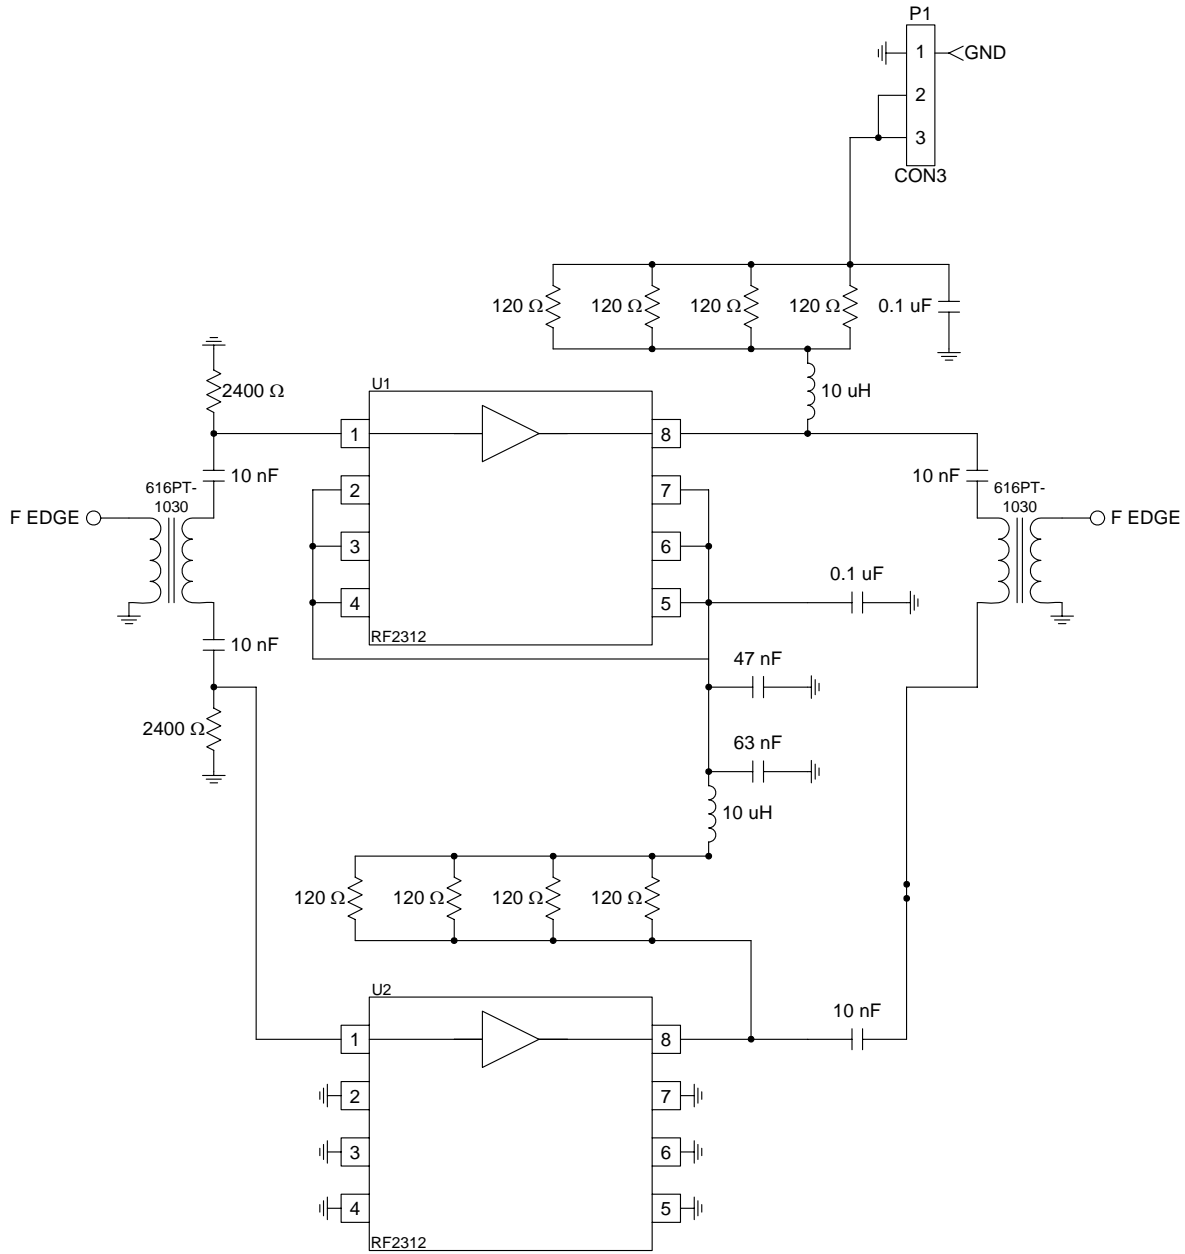 P1
1
GND
2
3
CON3
120 Ω
120 Ω
120 Ω
120 Ω
0.1 uF
2400 Ω
10 uH
U1
1
8
10 nF
10 nF
616PT-
1030
616PT-
1030
2
7
F EDGE
F EDGE
3
6
0.1 uF
4
5
RF2312
10 nF
47 nF
2400 Ω
63 nF
10 uH
120 Ω
120 Ω
120 Ω
120 Ω
U2
10 nF
1
8
2
7
3
6
4
5
RF2312